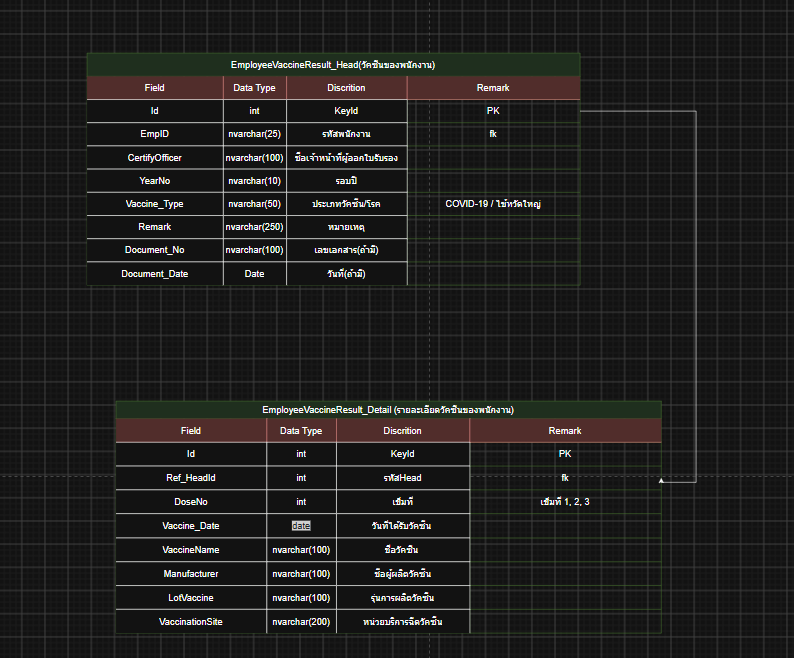 EmployeeVaccineResult_Head(วัคซีนของพนักงาน)
Field Data Type Discrition Remark
Id int KeyId PK
EmpID nvarchar(25) รหัสพนักงาน fk
CertifyOfficer nvarchar(100) ชื่อเจ้าหน้าที่ผู้ออกใบรับรอง
YearNo nvarchar(10) รอบปี
Vaccine_Type nvarchar(50) ประเภทวัคซีน/โรค COVID-19 / ไข้หวัดใหญ่
Remark nvarchar(250) หมายเหตุ
Document_No nvarchar(100) เลขเอกสาร(ถ้ามี)
Document_Date Date วันที่(ถ้ามี)
EmployeeVaccineResult_Detail (รายละเอียดวัคซีนของพนักงาน)
Field Data Type Discrition Remark
Id int KeyId PK
Ref_HeadId int รหัสHead fk
DoseNo int เข็มที่ เข็มที่ 1, 2, 3
Vaccine_Date date วันที่ได้รับวัคซีน
VaccineName nvarchar(100) ชื่อวัคซีน
Manufacturer nvarchar(100) ชื่อผู้ผลิตวัคซีน
LotVaccine nvarchar(100) รุ่นการผลิตวัคซีน
VaccinationSite nvarchar(200) หน่วยบริการฉีดวัคซีน